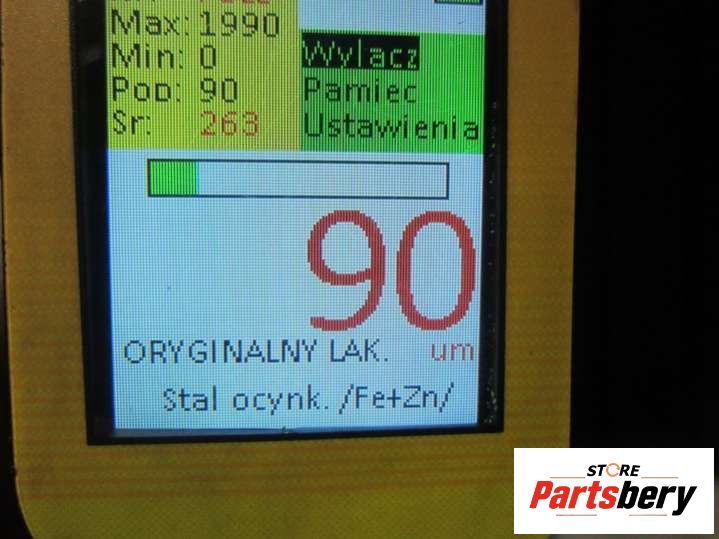 Max: 1990
Min: 0
Pop: 90
Sr: 263
Wylacz
Pamiec
Ustawienia
90
ORYGINALNY LAK. um
Stal ocynk. /Fe+Zn/
STORE
Partsbery